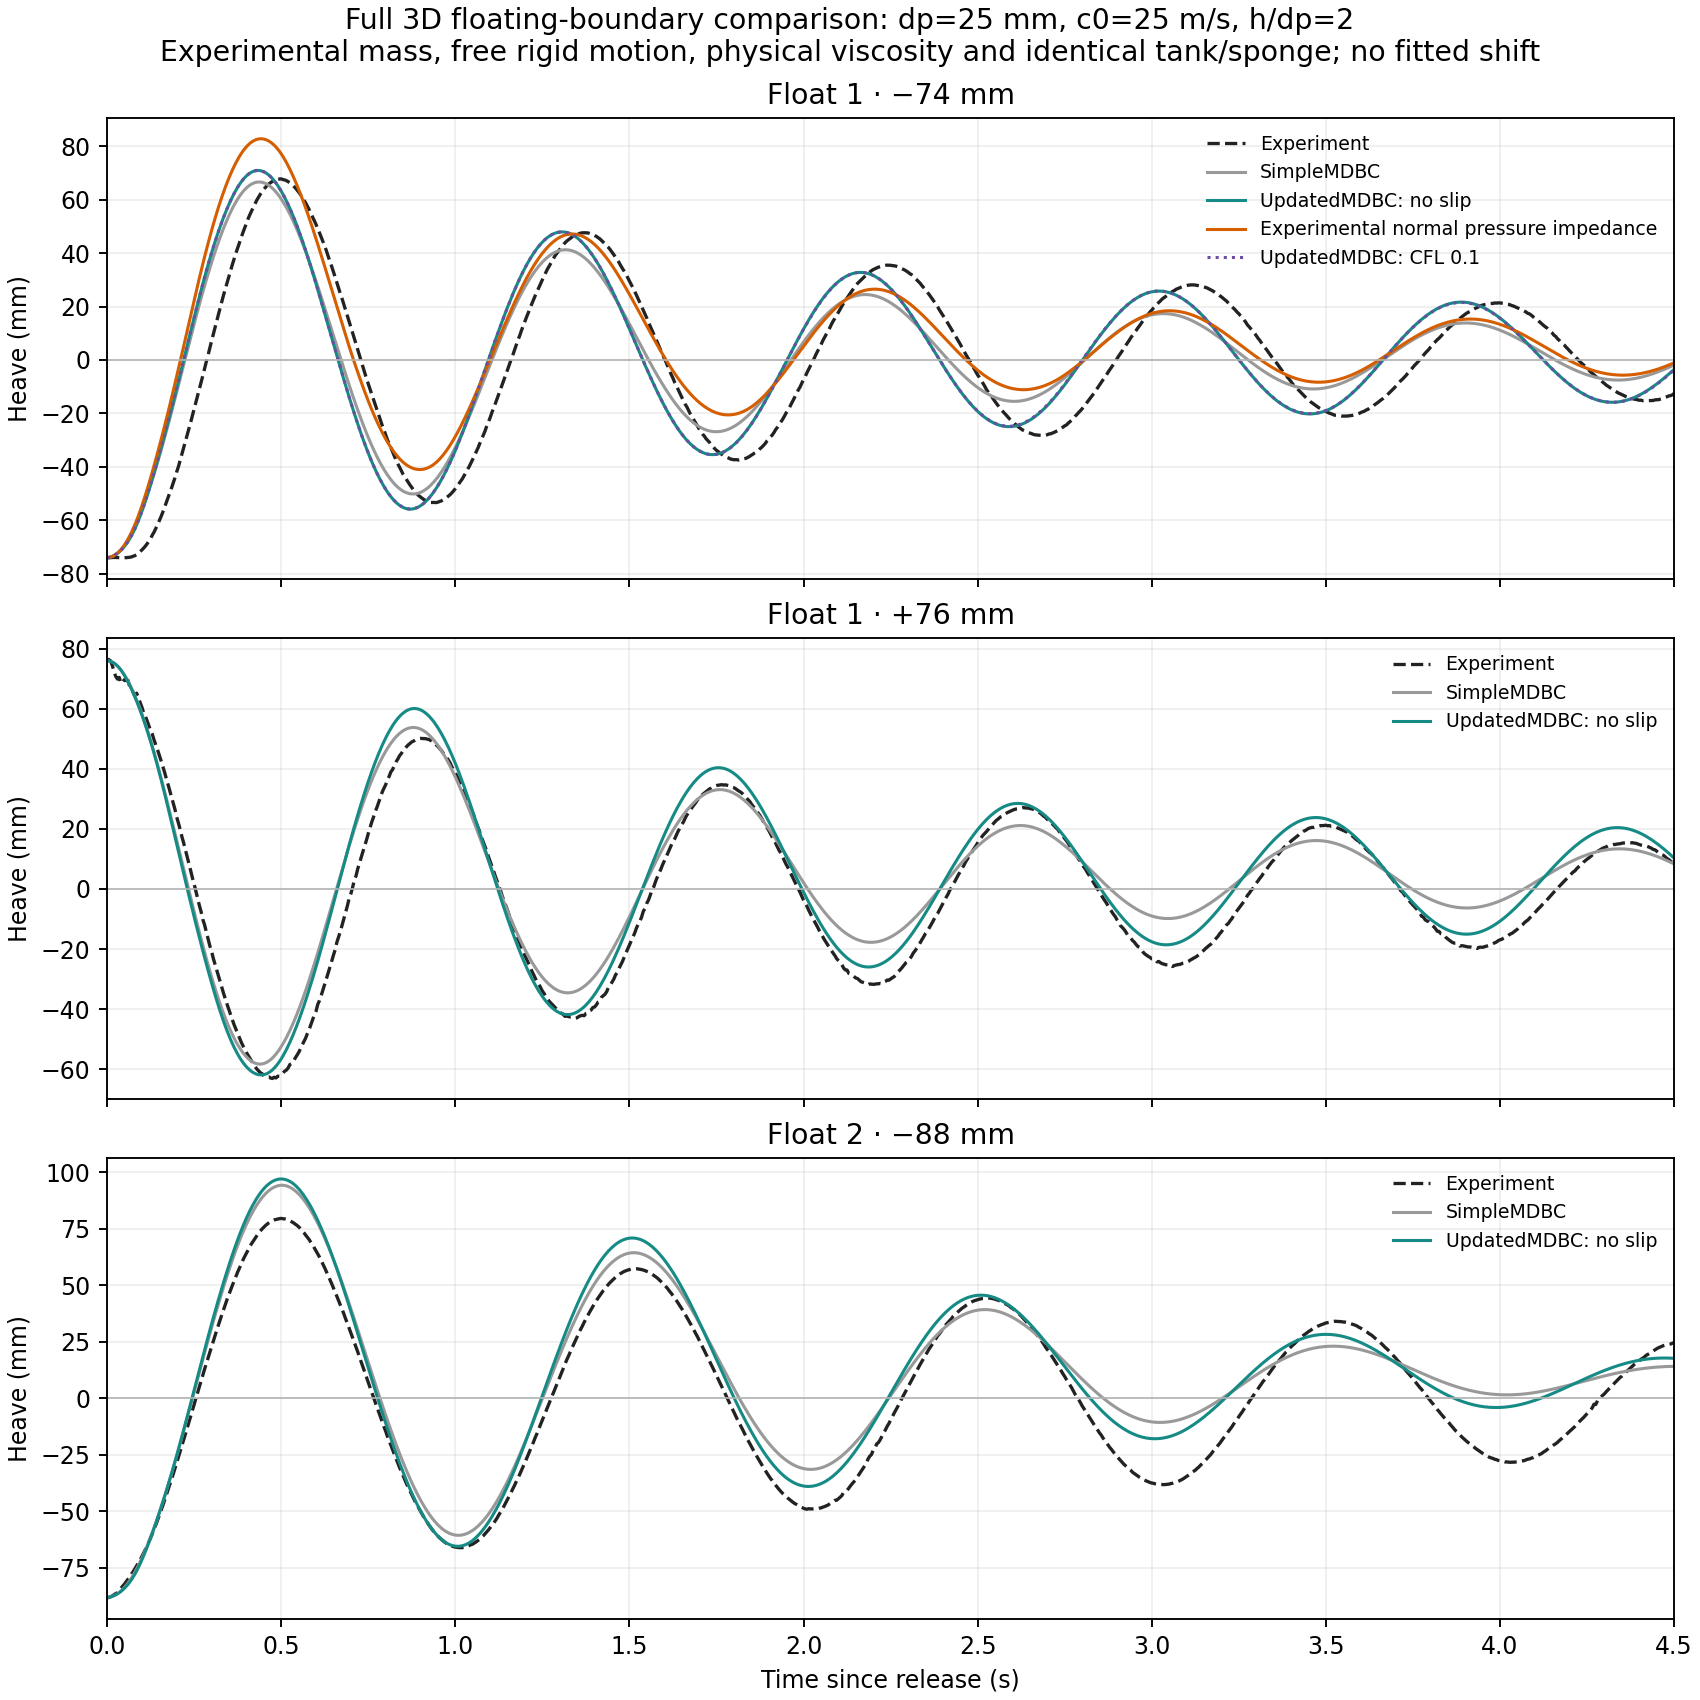 Full 3D floating-boundary comparison: dp=25 mm, c0=25 m/s, h/dp=2
Experimental mass, free rigid motion, physical viscosity and identical tank/sponge; no fitted shift
Float 1 · −74 mm
Heave (mm)
80
60
40
20
0
−20
−40
−60
−80
Experiment
SimpleMDBC
UpdatedMDBC: no slip
Experimental normal pressure impedance
UpdatedMDBC: CFL 0.1
Float 1 · +76 mm
Heave (mm)
80
60
40
20
0
−20
−40
−60
Experiment
SimpleMDBC
UpdatedMDBC: no slip
Float 2 · −88 mm
Heave (mm)
100
75
50
25
0
−25
−50
−75
Experiment
SimpleMDBC
UpdatedMDBC: no slip
0.0 0.5 1.0 1.5 2.0 2.5 3.0 3.5 4.0 4.5
Time since release (s)